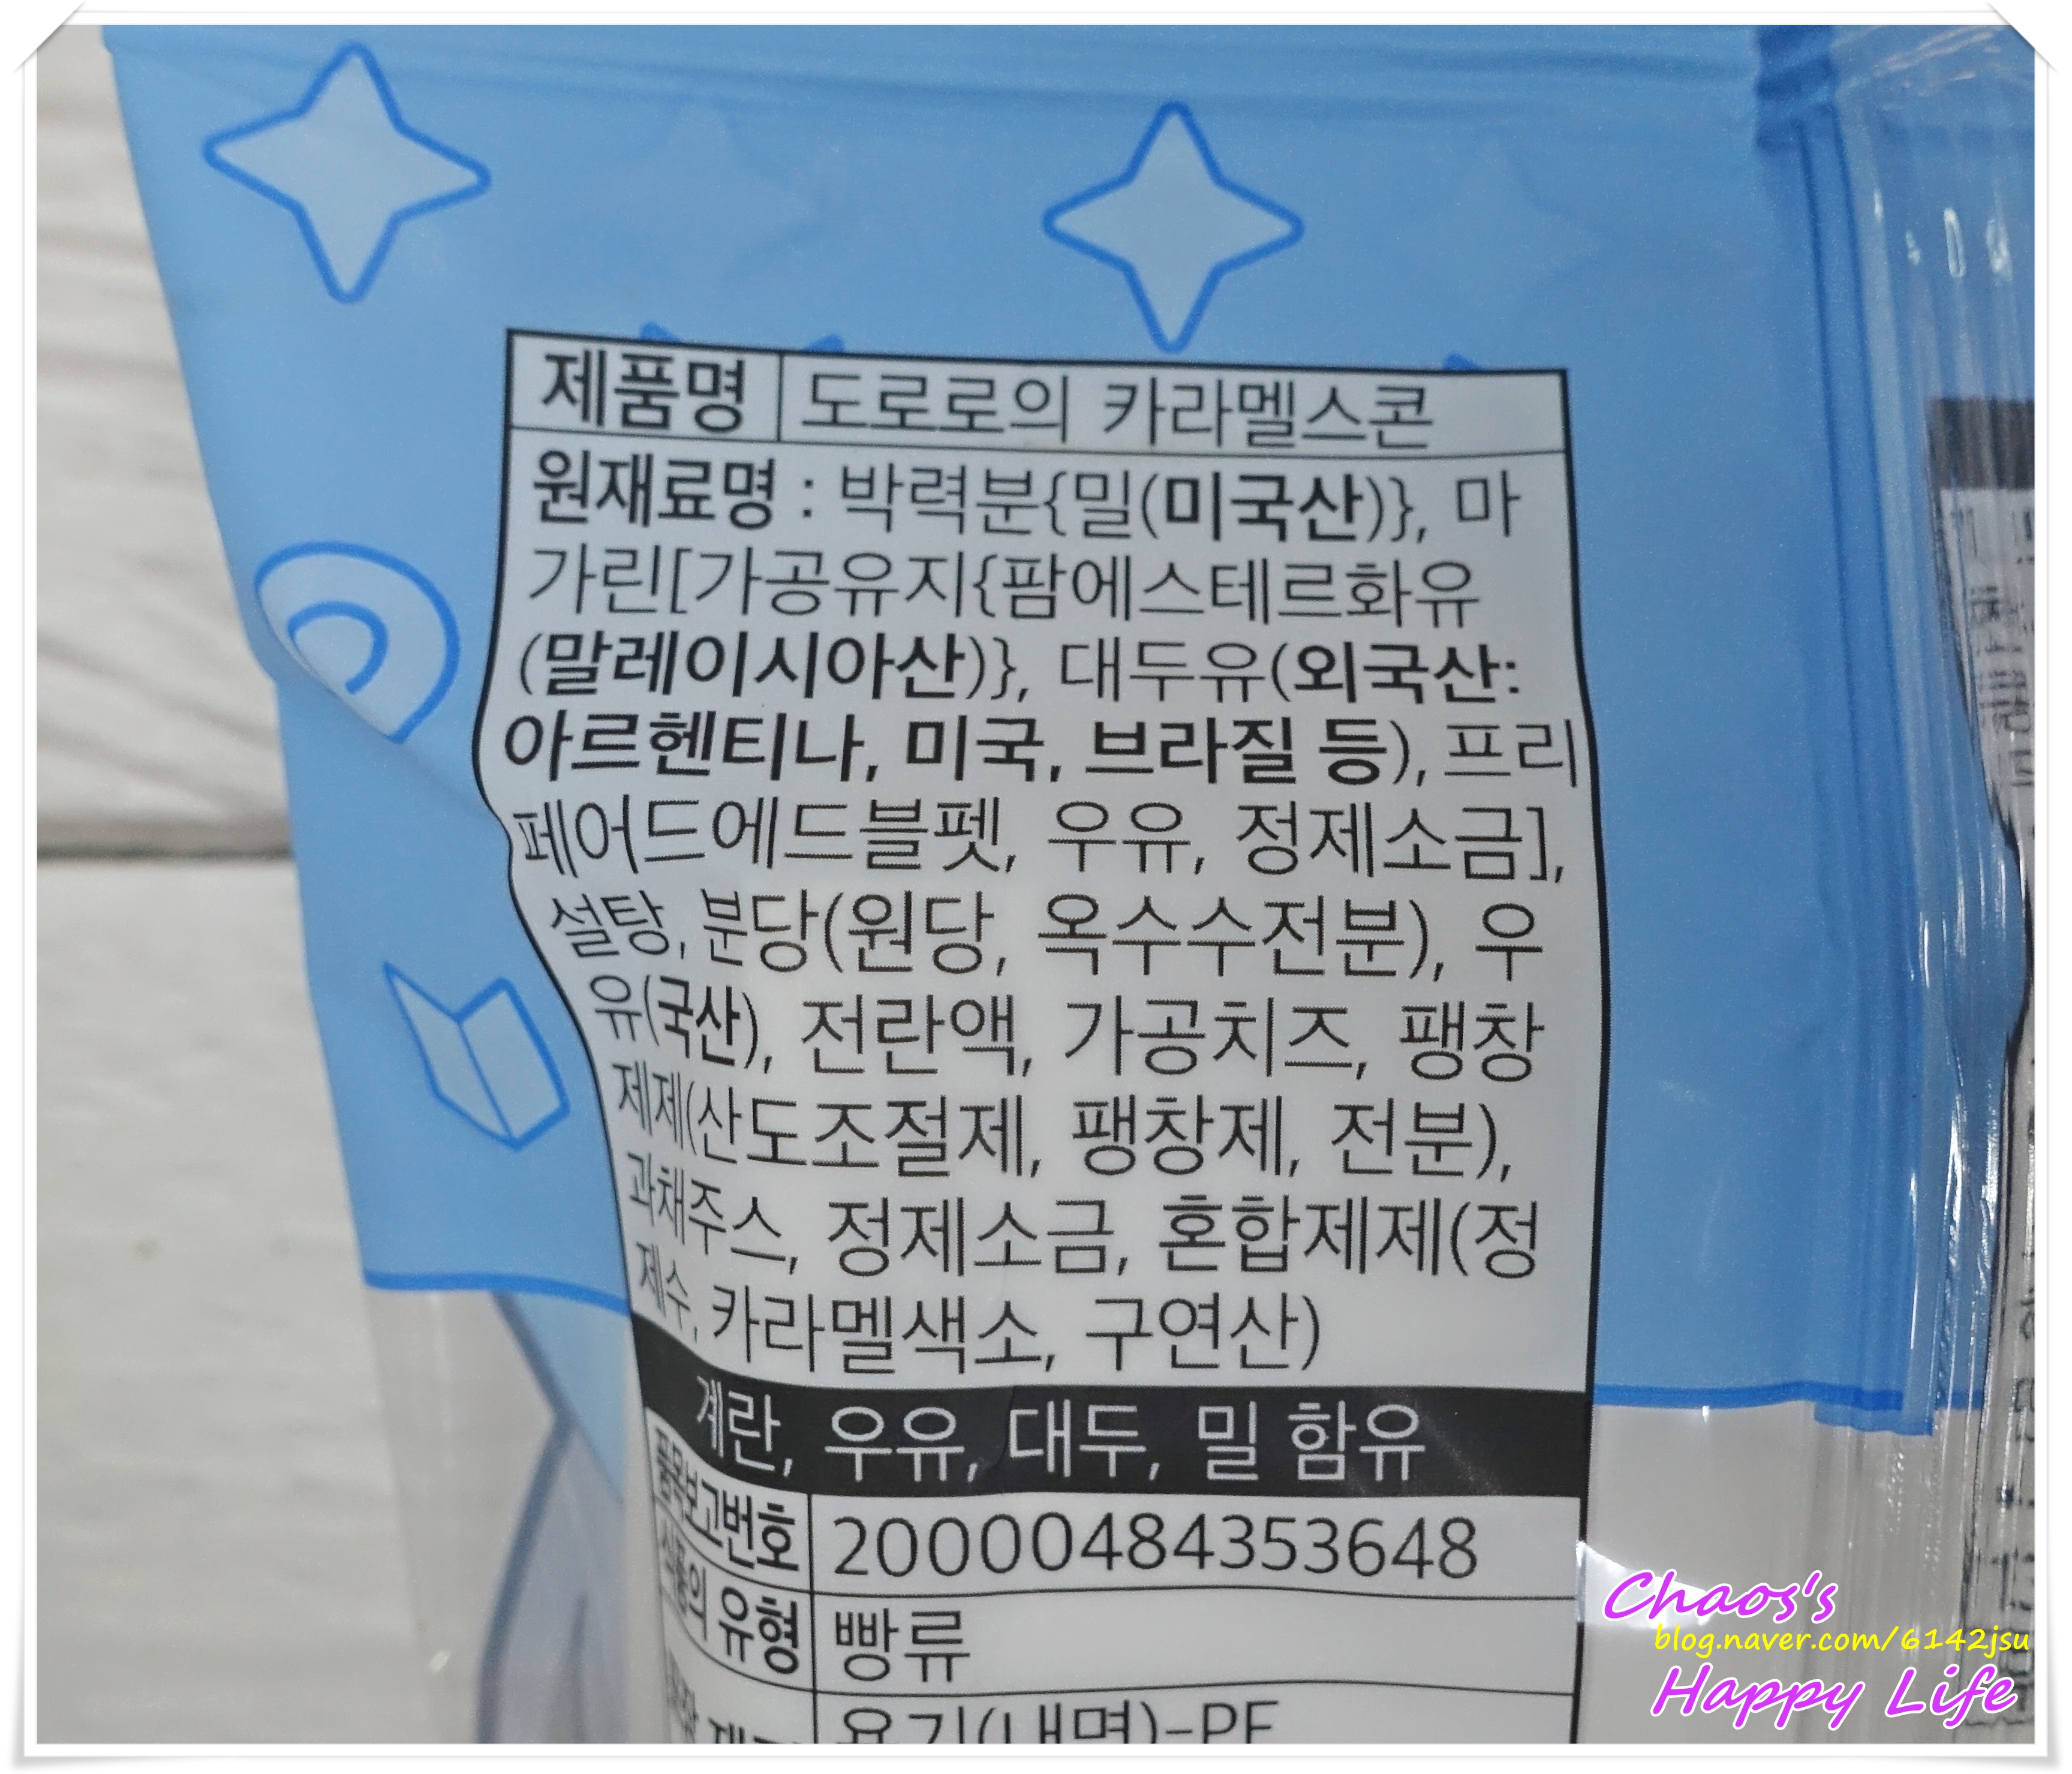 제품명 도로로의 카라멜스콘
원재료명 : 박력분{밀(미국산)}, 마
가린[가공유지{팜에스테르화유
(말레이시아산)}, 대두유(외국산:
아르헨티나, 미국, 브라질 등), 프리
페어드에드블펫, 우유, 정제소금],
설탕, 분당(원당, 옥수수전분), 우
유(국산), 전란액, 가공치즈, 팽창
제제(산도조절제, 팽창제, 전분),
과채주스, 정제소금, 혼합제제(정
제수, 카라멜색소, 구연산)
계란, 우유, 대두, 밀 함유
품목보고번호 20000484353648
식품의 유형 빵류
용기(내면)-PE
Chaos's
blog.naver.com/6142jsu
Happy Life